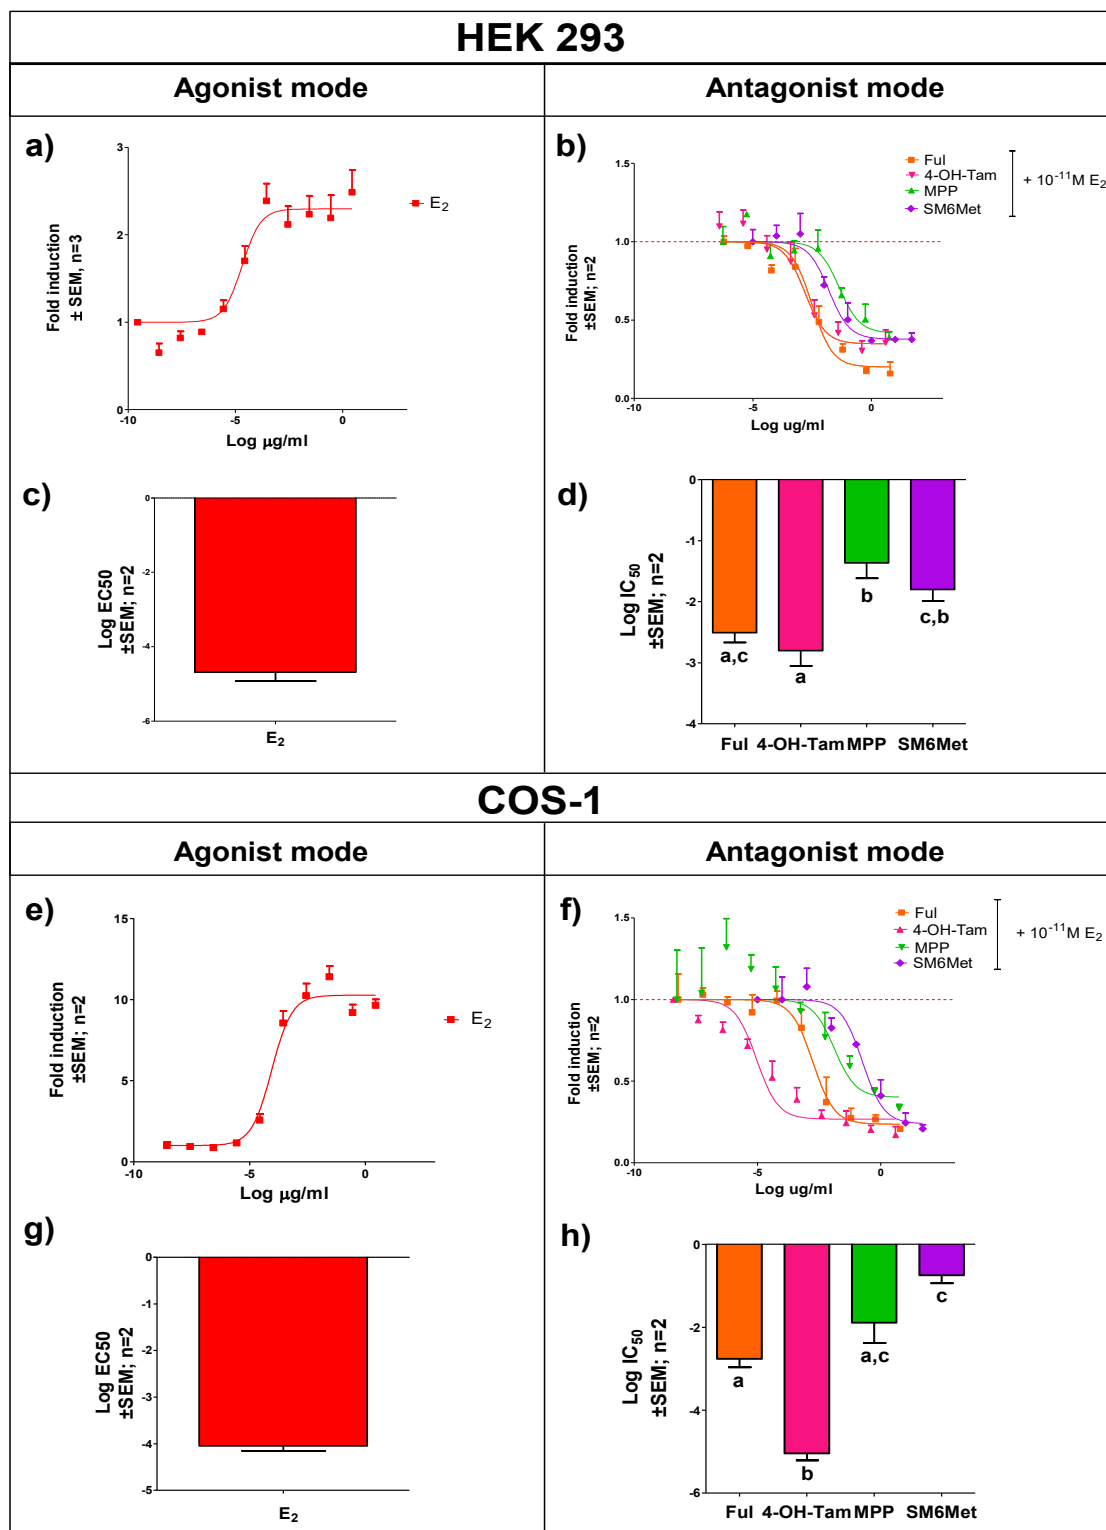 HEK 293
Agonist mode
Antagonist mode
a)
3
2
1
0
-10
-5
0
Fold induction
± SEM, n=3
Log µg/ml
E2
b)
1.5
1.0
0.5
0.0
-10
-5
0
Fold induction
±SEM; n=2
Log ug/ml
Ful
4-OH-Tam
MPP
SM6Met
+ 10-11M E2
c)
0
-2
-4
-6
Log EC50
±SEM; n=2
E2
d)
0
-1
-2
-3
-4
Log IC50
±SEM; n=2
a,c
a
b
c,b
Ful 4-OH-Tam MPP SM6Met
COS-1
Agonist mode
Antagonist mode
e)
15
10
5
0
-10
-5
0
Fold induction
±SEM; n=2
Log µg/ml
E2
f)
1.5
1.0
0.5
0.0
-5
0
Fold induction
±SEM; n=2
Log ug/ml
Ful
4-OH-Tam
MPP
SM6Met
+ 10-11M E2
g)
0
-1
-2
-3
-4
-5
Log EC50
±SEM; n=2
E2
h)
0
-2
-4
-6
Log IC50
±SEM; n=2
a
b
a,c
c
Ful 4-OH-Tam MPP SM6Met